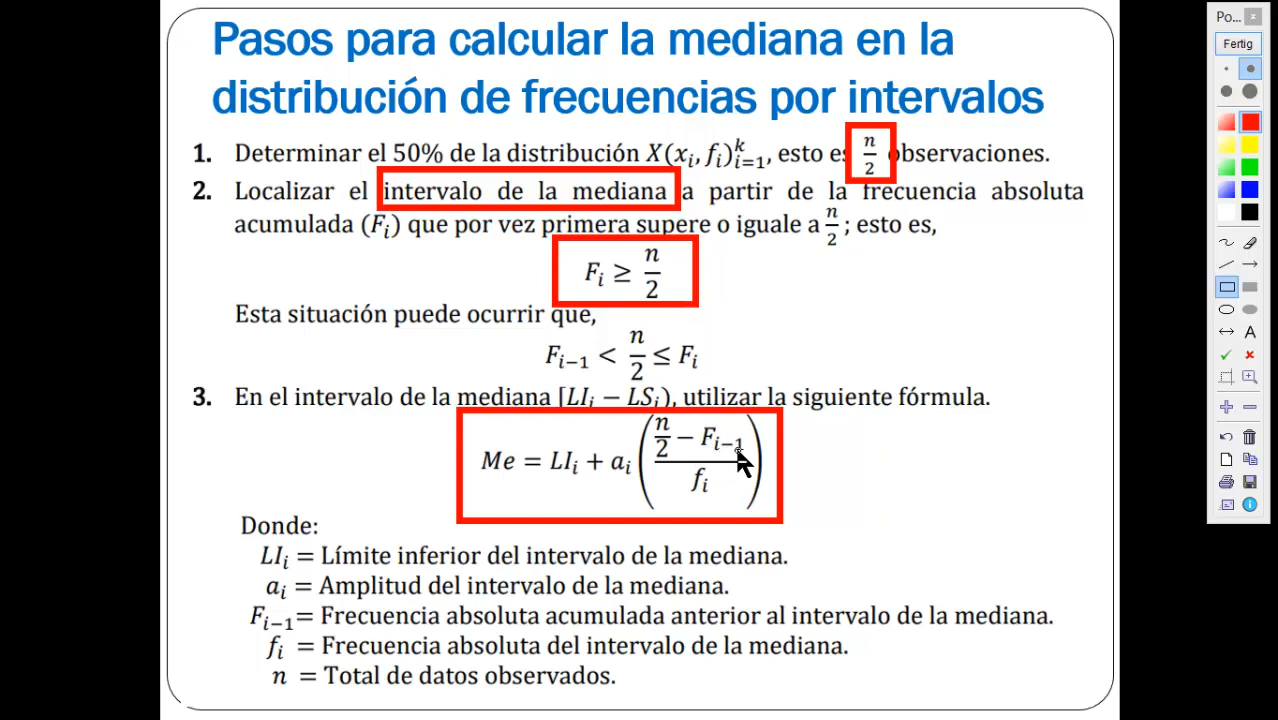 Pasos para calcular la mediana en la
distribución de frecuencias por intervalos
1. Determinar el 50% de la distribución X(xᵢ, fᵢ)ᵏᵢ₌₁, esto es n/2 observaciones.
2. Localizar el intervalo de la mediana a partir de la frecuencia absoluta
acumulada (Fᵢ) que por vez primera supere o iguale a n/2 ; esto es,
Fᵢ ≥ n/2
Esta situación puede ocurrir que,
Fᵢ₋₁ < n/2 ≤ Fᵢ
3. En el intervalo de la mediana [LIᵢ − LSᵢ), utilizar la siguiente fórmula.
Me = LIᵢ + aᵢ ( (n/2 − Fᵢ₋₁) / fᵢ )
Donde:
LIᵢ = Límite inferior del intervalo de la mediana.
aᵢ = Amplitud del intervalo de la mediana.
Fᵢ₋₁= Frecuencia absoluta acumulada anterior al intervalo de la mediana.
fᵢ = Frecuencia absoluta del intervalo de la mediana.
n = Total de datos observados.
Po...
Fertig
A